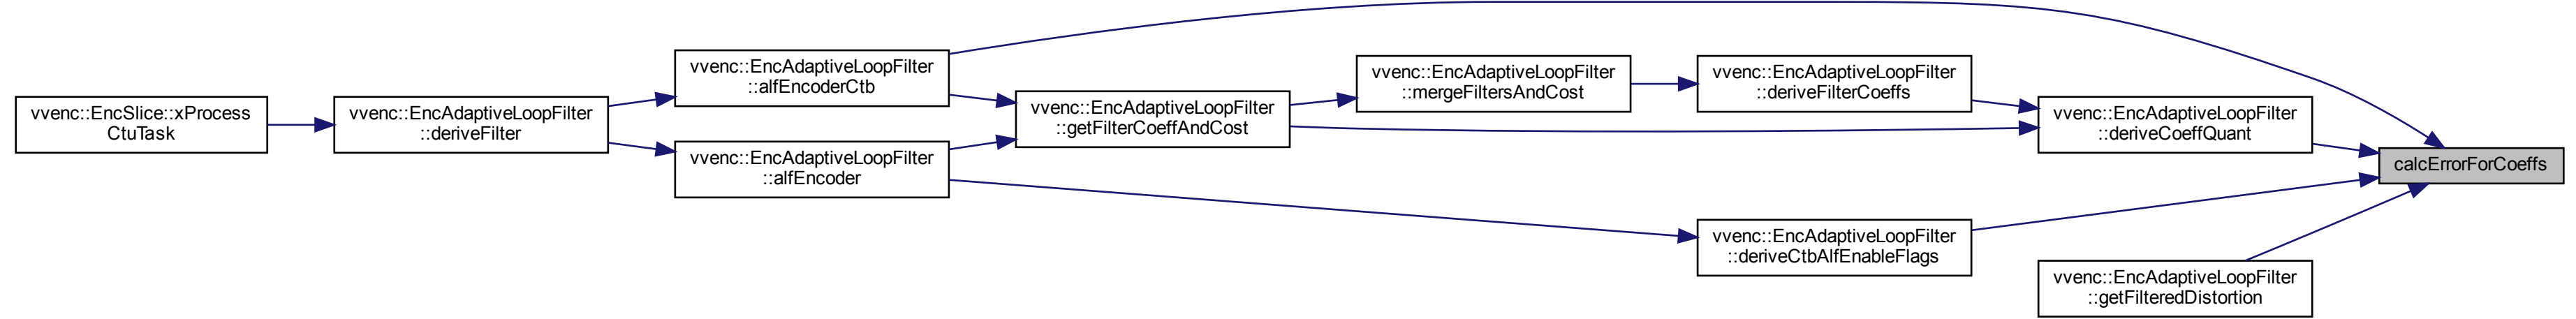 vvenc::EncSlice::xProcess
CtuTask
vvenc::EncAdaptiveLoopFilter
::deriveFilter
vvenc::EncAdaptiveLoopFilter
::alfEncoderCtb
vvenc::EncAdaptiveLoopFilter
::alfEncoder
vvenc::EncAdaptiveLoopFilter
::getFilterCoeffAndCost
vvenc::EncAdaptiveLoopFilter
::mergeFiltersAndCost
vvenc::EncAdaptiveLoopFilter
::deriveFilterCoeffs
vvenc::EncAdaptiveLoopFilter
::deriveCtbAlfEnableFlags
vvenc::EncAdaptiveLoopFilter
::deriveCoeffQuant
vvenc::EncAdaptiveLoopFilter
::getFilteredDistortion
calcErrorForCoeffs